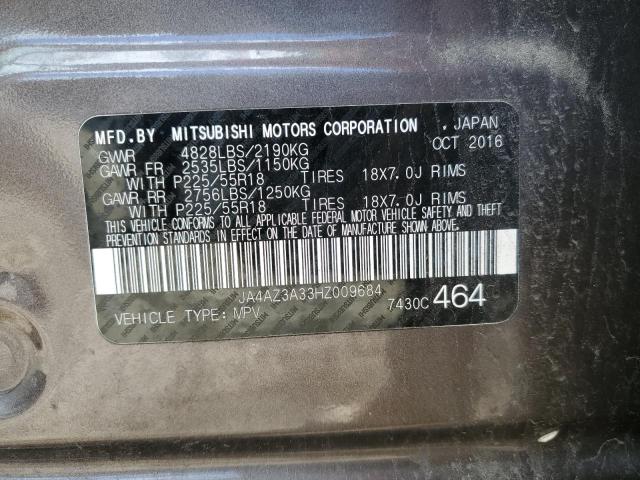 MFD.BY MITSUBISHI MOTORS CORPORATION , JAPAN
GVWR 4828LBS/2190KG OCT 2016
GAWR FR 2535LBS/1150KG
WITH P225/55R18 TIRES 18X7.0J RIMS
GAWR RR 2756LBS/1250KG
WITH P225/55R18 TIRES 18X7.0J RIMS
THIS VEHICLE CONFORMS TO ALL APPLICABLE FEDERAL MOTOR VEHICLE SAFETY AND THEFT
PREVENTION STANDARDS IN EFFECT ON THE DATE OF MANUFACTURE SHOWN ABOVE.
JA4AZ3A33HZ009684
7430C 464
VEHICLE TYPE: MPV